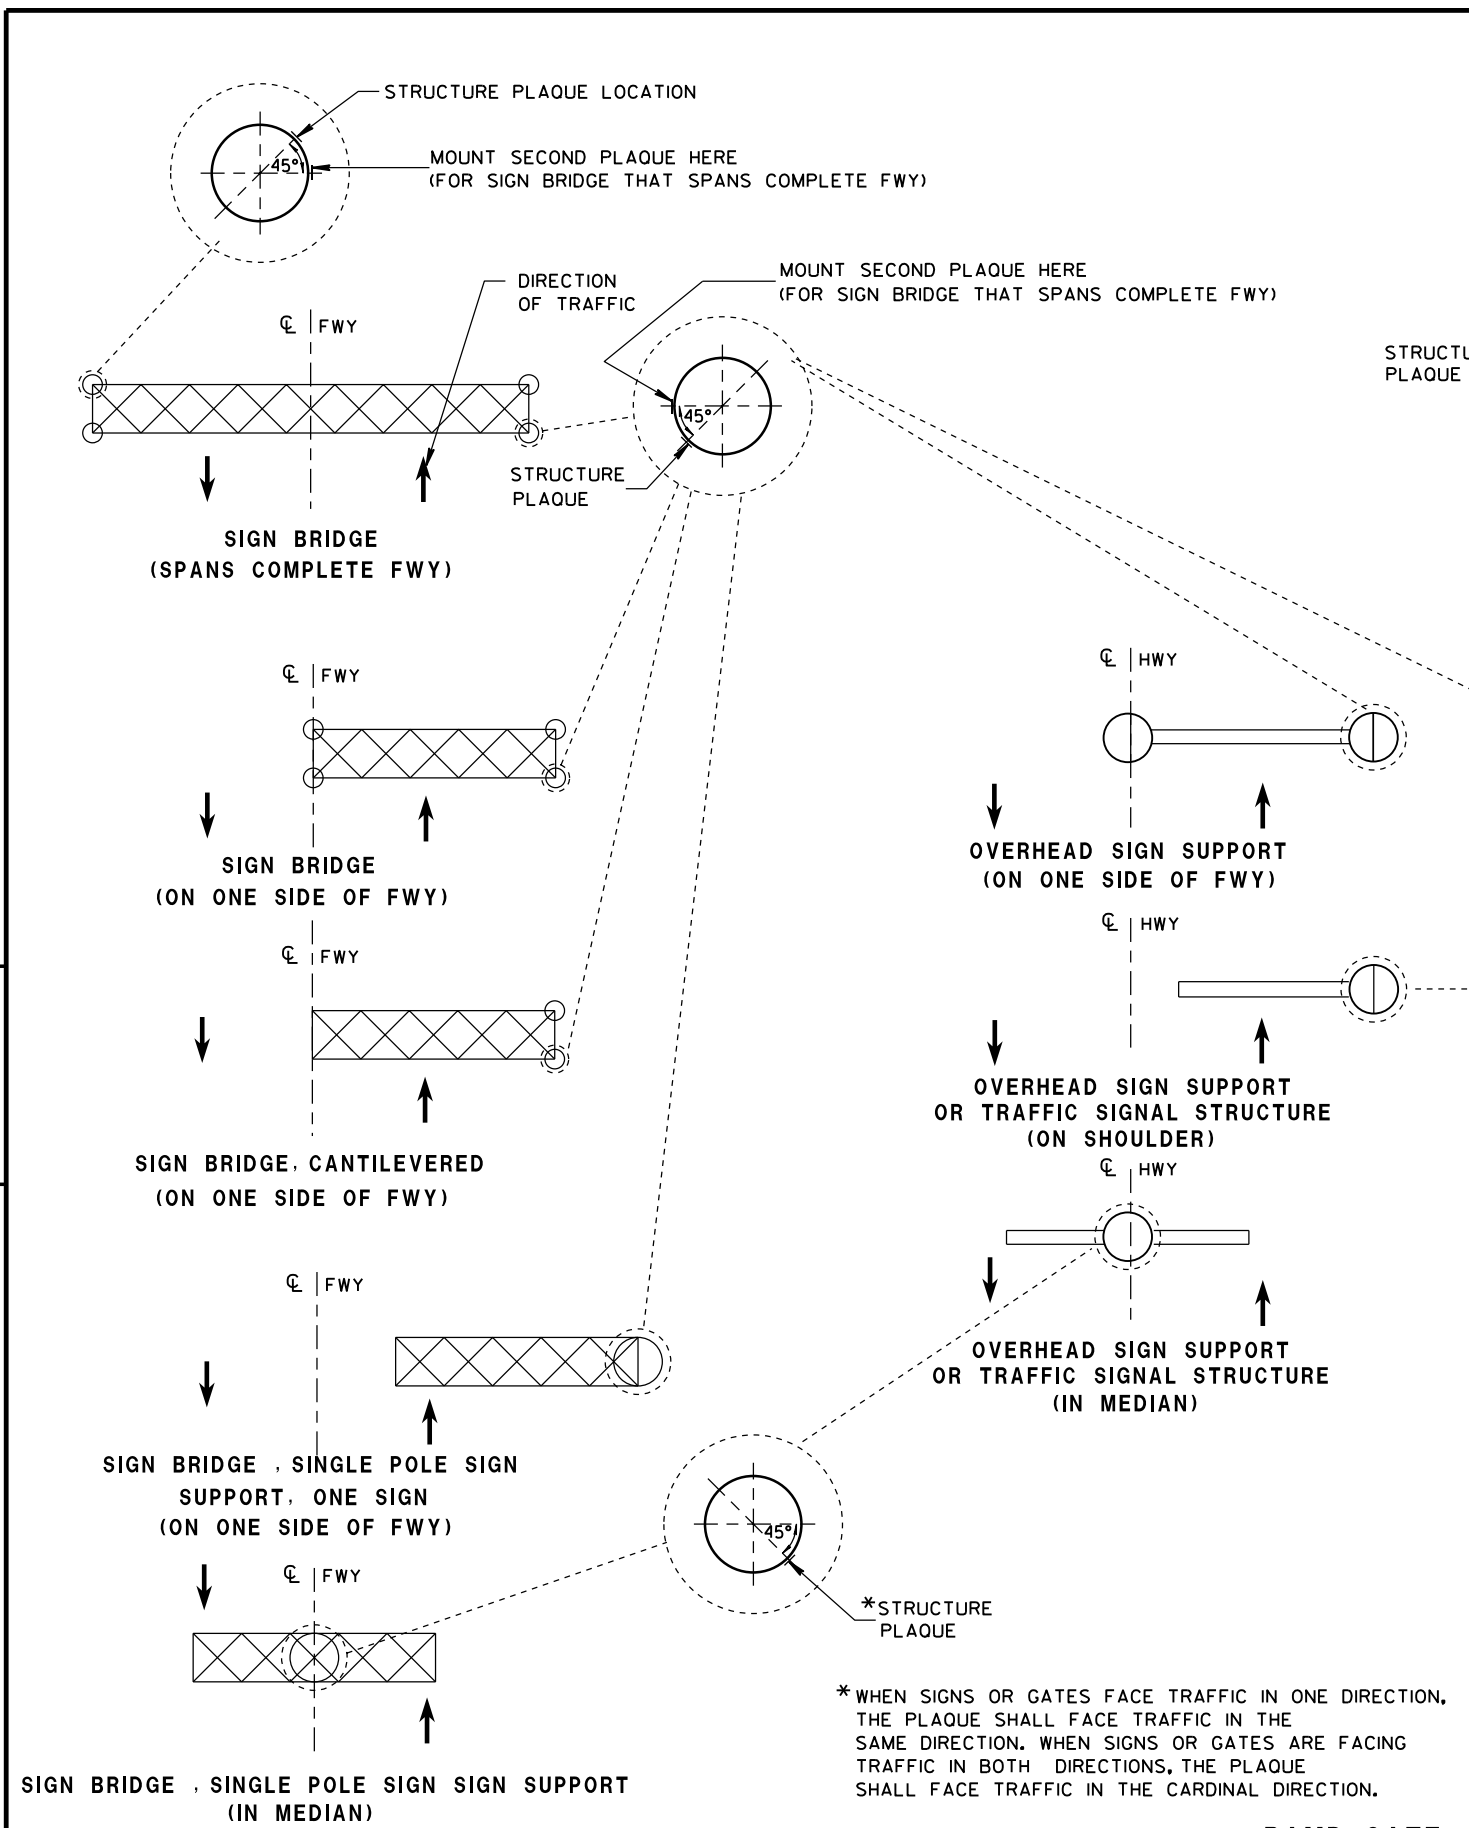 STRUCTURE PLAQUE LOCATION
45°
MOUNT SECOND PLAQUE HERE
(FOR SIGN BRIDGE THAT SPANS COMPLETE FWY)
DIRECTION
OF TRAFFIC
MOUNT SECOND PLAQUE HERE
(FOR SIGN BRIDGE THAT SPANS COMPLETE FWY)
℄ FWY
STRUCTU
PLAQUE
45°
STRUCTURE
PLAQUE
SIGN BRIDGE
(SPANS COMPLETE FWY)
℄ FWY
SIGN BRIDGE
(ON ONE SIDE OF FWY)
℄ HWY
OVERHEAD SIGN SUPPORT
(ON ONE SIDE OF FWY)
℄ FWY
SIGN BRIDGE, CANTILEVERED
(ON ONE SIDE OF FWY)
℄ HWY
OVERHEAD SIGN SUPPORT
OR TRAFFIC SIGNAL STRUCTURE
(ON SHOULDER)
℄ HWY
OVERHEAD SIGN SUPPORT
OR TRAFFIC SIGNAL STRUCTURE
(IN MEDIAN)
℄ FWY
SIGN BRIDGE , SINGLE POLE SIGN
SUPPORT, ONE SIGN
(ON ONE SIDE OF FWY)
45°
*STRUCTURE
PLAQUE
℄ FWY
SIGN BRIDGE , SINGLE POLE SIGN SIGN SUPPORT
(IN MEDIAN)
* WHEN SIGNS OR GATES FACE TRAFFIC IN ONE DIRECTION,
THE PLAQUE SHALL FACE TRAFFIC IN THE
SAME DIRECTION. WHEN SIGNS OR GATES ARE FACING
TRAFFIC IN BOTH DIRECTIONS, THE PLAQUE
SHALL FACE TRAFFIC IN THE CARDINAL DIRECTION.